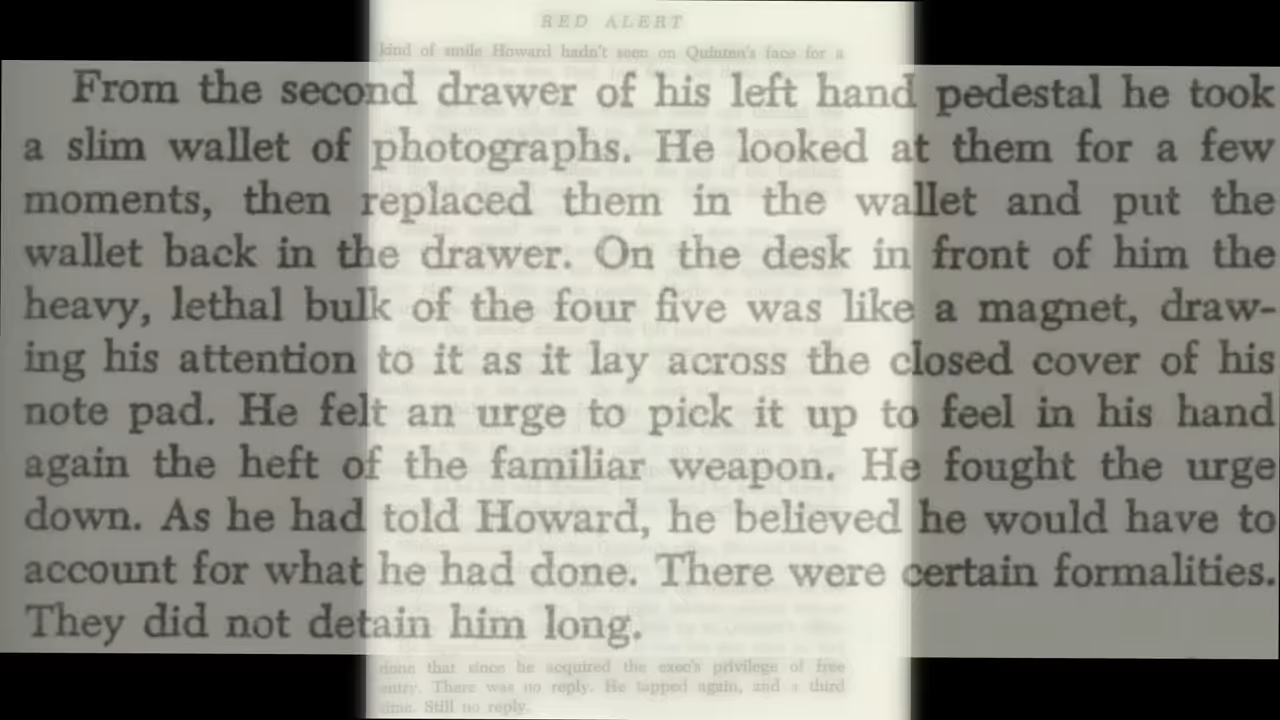 RED ALERT
kind of smile Howard hadn't seen on Quinten's face for a
From the second drawer of his left hand pedestal he took
a slim wallet of photographs. He looked at them for a few
moments, then replaced them in the wallet and put the
wallet back in the drawer. On the desk in front of him the
heavy, lethal bulk of the four five was like a magnet, draw-
ing his attention to it as it lay across the closed cover of his
note pad. He felt an urge to pick it up to feel in his hand
again the heft of the familiar weapon. He fought the urge
down. As he had told Howard, he believed he would have to
account for what he had done. There were certain formalities.
They did not detain him long.
done that since he acquired the exec's privilege of free
entry. There was no reply. He tapped again, and a third
time. Still no reply.